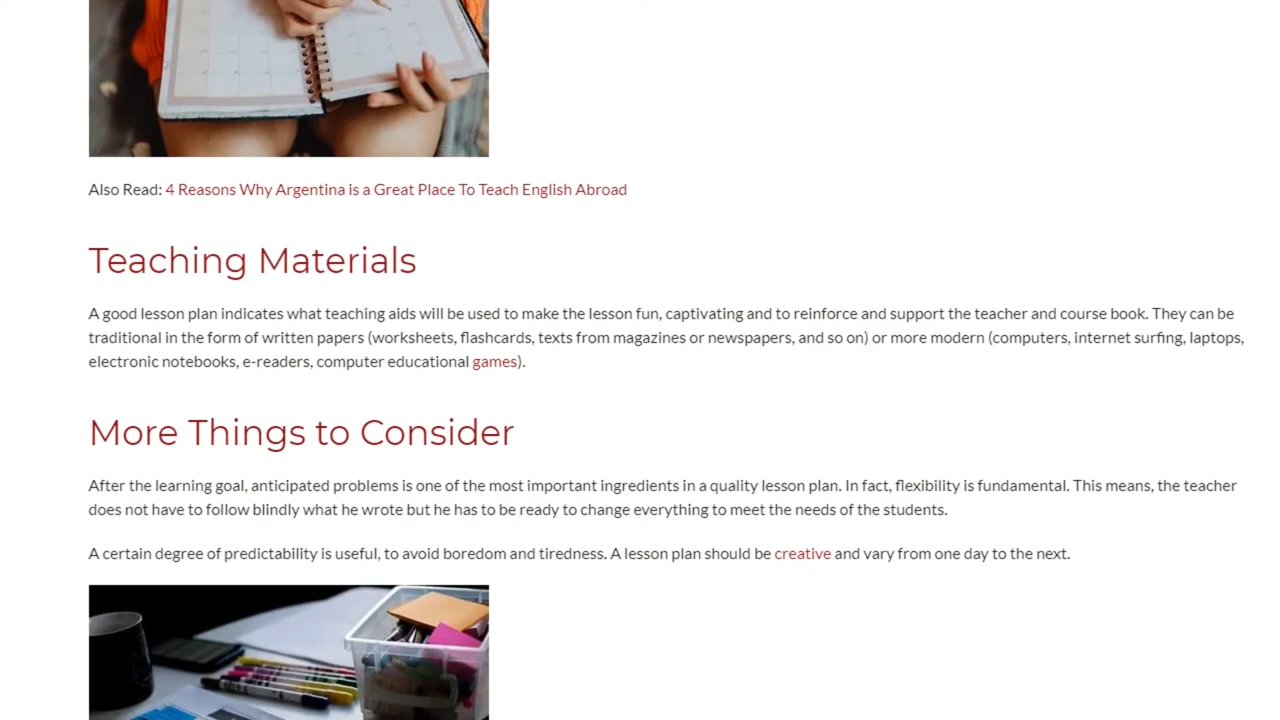 Also Read: 4 Reasons Why Argentina is a Great Place To Teach English Abroad
Teaching Materials
A good lesson plan indicates what teaching aids will be used to make the lesson fun, captivating and to reinforce and support the teacher and course book. They can be
traditional in the form of written papers (worksheets, flashcards, texts from magazines or newspapers, and so on) or more modern (computers, internet surfing, laptops,
electronic notebooks, e-readers, computer educational games).
More Things to Consider
After the learning goal, anticipated problems is one of the most important ingredients in a quality lesson plan. In fact, flexibility is fundamental. This means, the teacher
does not have to follow blindly what he wrote but he has to be ready to change everything to meet the needs of the students.
A certain degree of predictability is useful, to avoid boredom and tiredness. A lesson plan should be creative and vary from one day to the next.